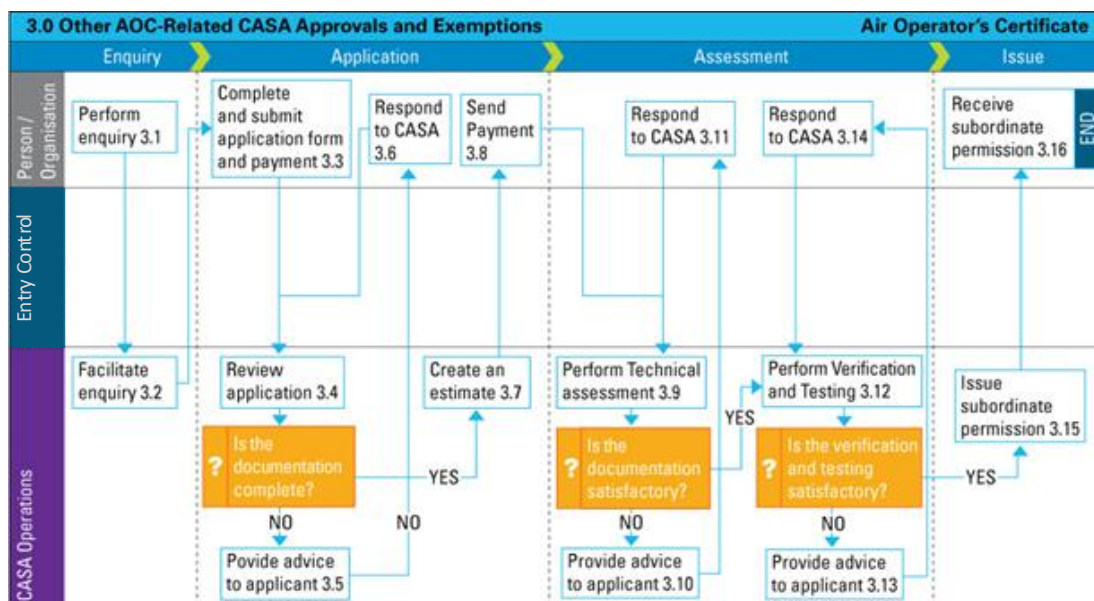 3.0 Other AOC-Related CASA Approvals and Exemptions
Air Operator's Certificate
Enquiry
Application
Assessment
Issue
Person /
Organisation
Perform
enquiry 3.1
Complete
and submit
application form
and payment 3.3
Respond
to CASA
3.6
Send
Payment
3.8
Respond
to CASA 3.11
Respond
to CASA 3.14
Receive
subordinate
permission 3.16
END
Entry Control
CASA Operations
Facilitate
enquiry 3.2
Review
application 3.4
Create an
estimate 3.7
Perform Technical
assessment 3.9
Perform Verification
and Testing 3.12
Issue
subordinate
permission 3.15
YES
?
Is the
documentation
complete?
YES
?
Is the
documentation
satisfactory?
?
Is the verification
and testing
satisfactory?
YES
NO
NO
NO
NO
Povide advice
to applicant 3.5
Provide advice
to applicant 3.10
Provide advice
to applicant 3.13